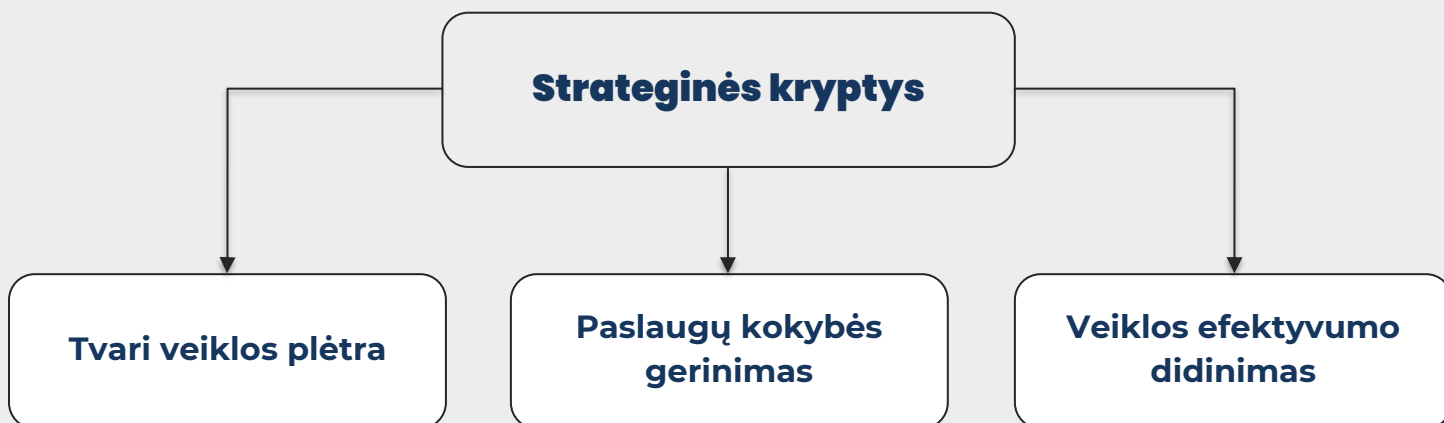 Strateginės kryptys
Tvari veiklos plėtra
Paslaugų kokybės
gerinimas
Veiklos efektyvumo
didinimas